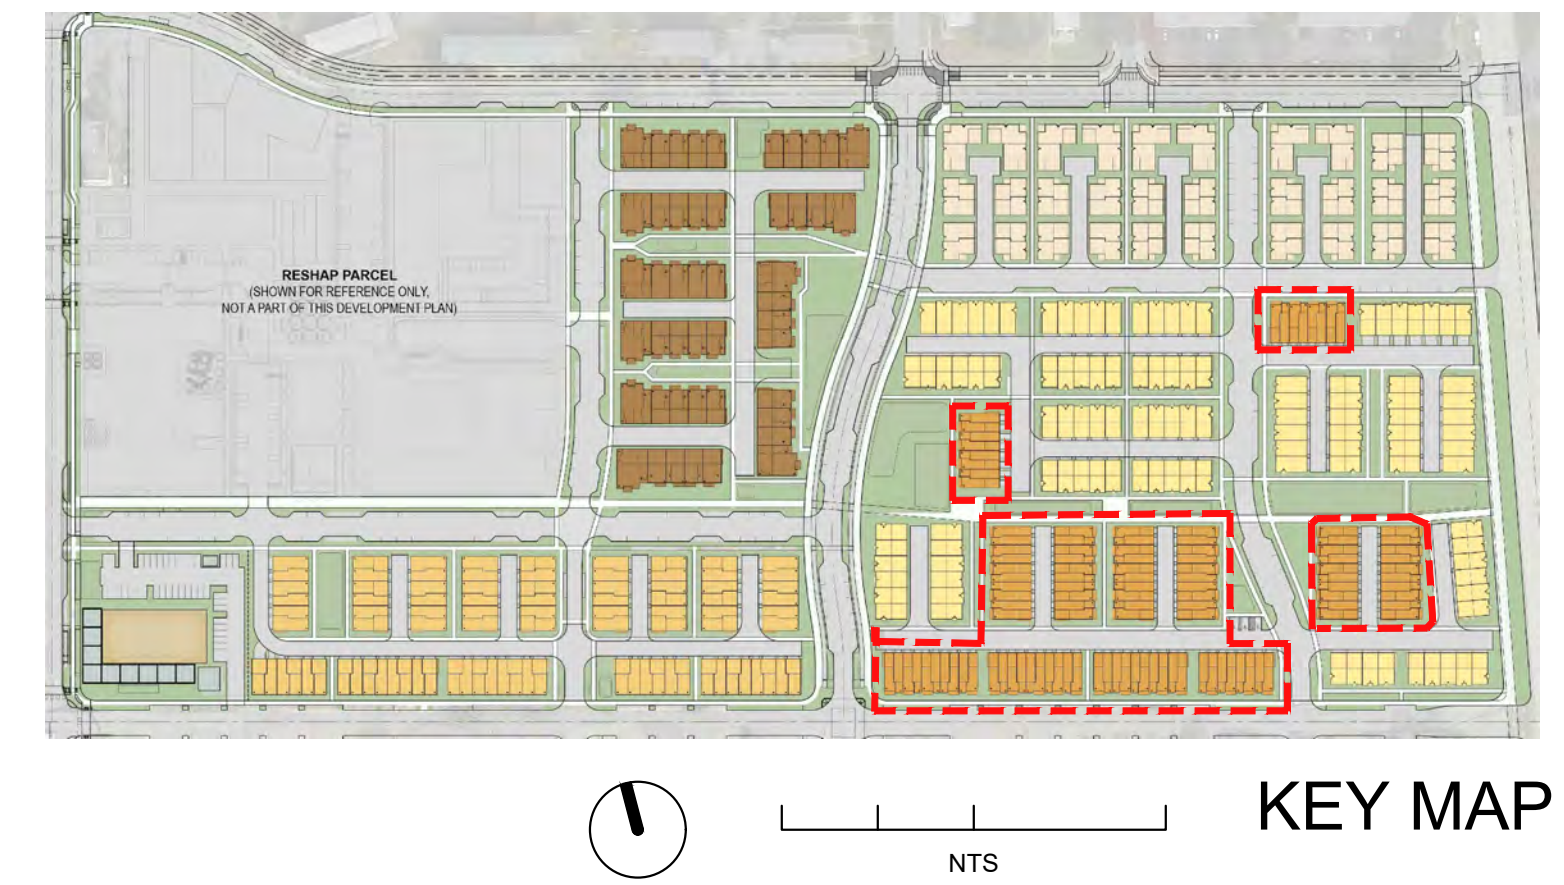 RESHAP PARCEL
(SHOWN FOR REFERENCE ONLY,
NOT A PART OF THIS DEVELOPMENT PLAN)
KEY MAP
NTS